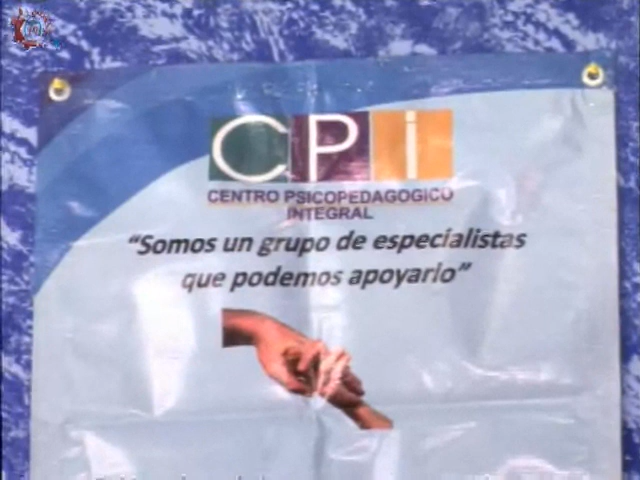 CPi
CENTRO PSICOPEDAGOGICO
INTEGRAL
“Somos un grupo de especialistas
que podemos apoyarlo”